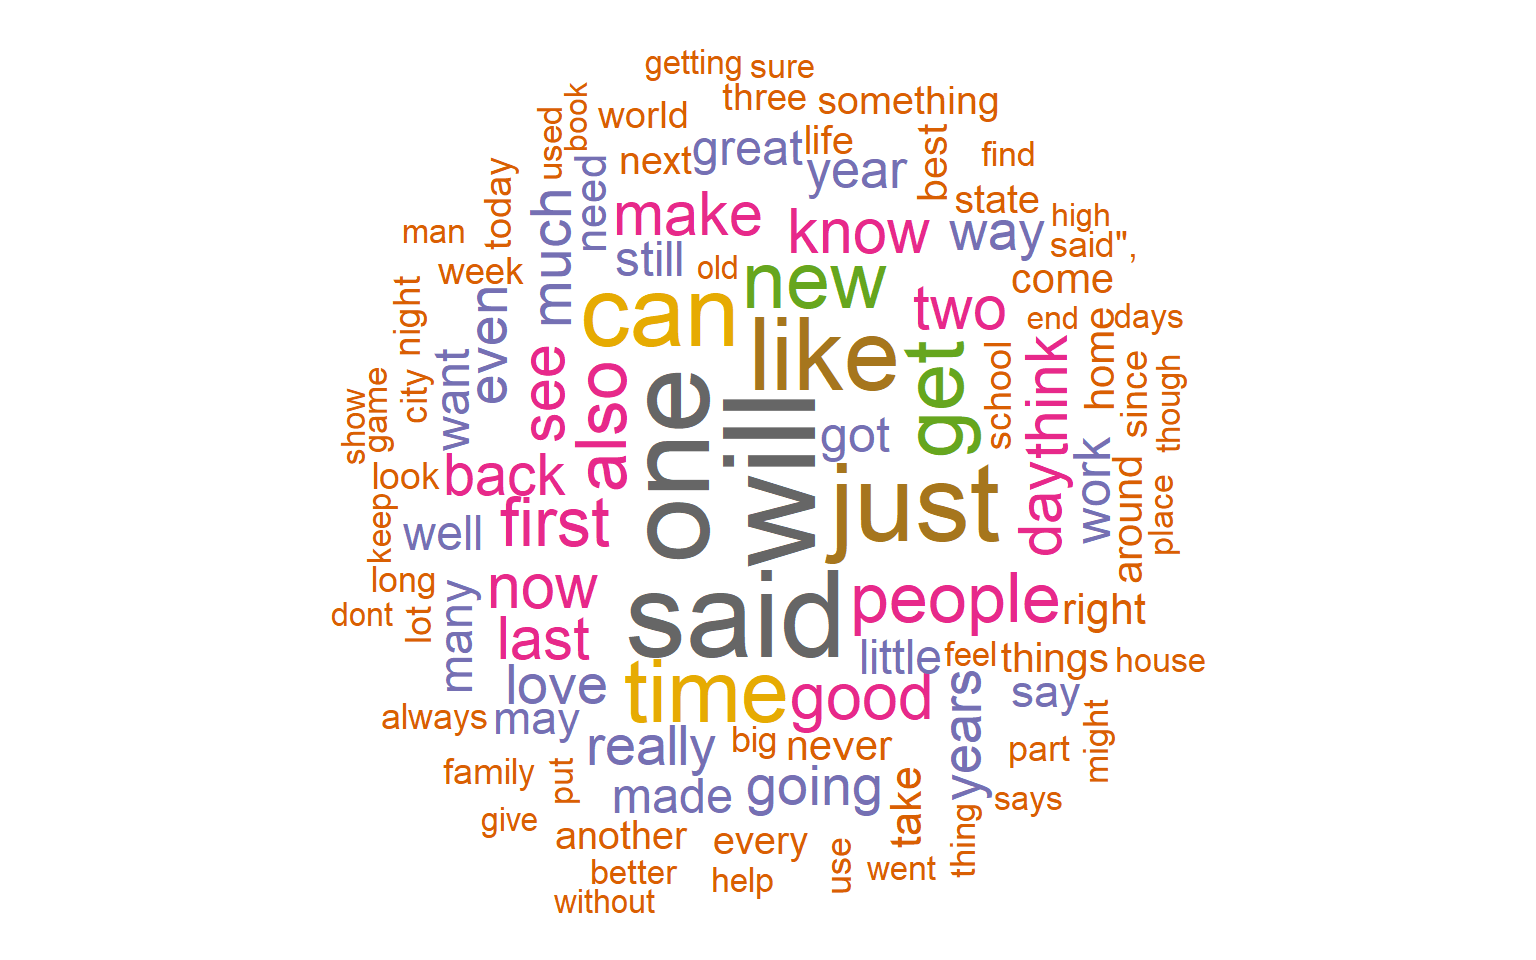 getting sure
three something
book
used
world
great life
next
year
best
find
need
today
much
make
know
state
high
way
said",
man
still
old
week
new
come
can
two
end days
night
even
like
home
want
see
also
one
will
get
school
think
since
though
show
game
city
got
look
back
just
day
work
around
place
keep
well
first
long
now
said
people right
dont
lot
many
last
little feel things house
love
time good
years
say
always may
really
big never
part
might
family
put
made going
take
says
give
another every
thing
better help
use
went
without